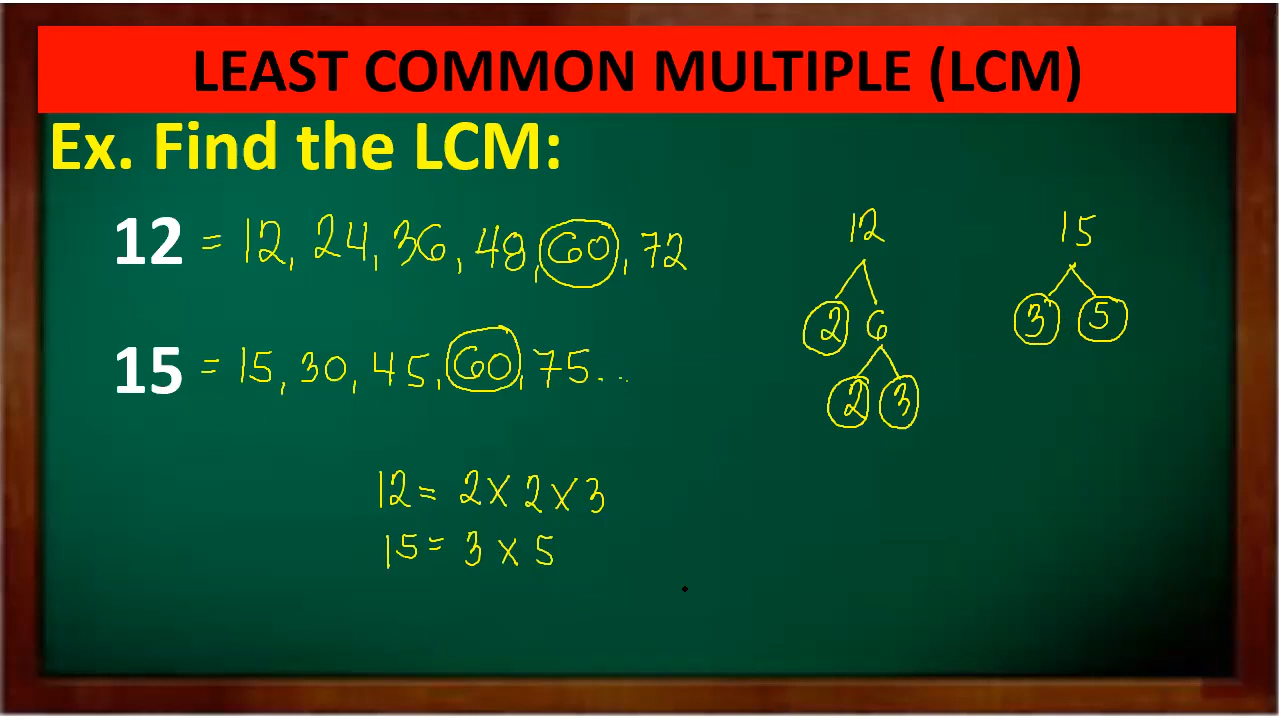 LEAST COMMON MULTIPLE (LCM)
Ex. Find the LCM:
12 = 12, 24, 36, 48, 60, 72
15 = 15, 30, 45, 60, 75...
12 = 2 x 2 x 3
15 = 3 x 5
12
2 6
2 3
15
3 5